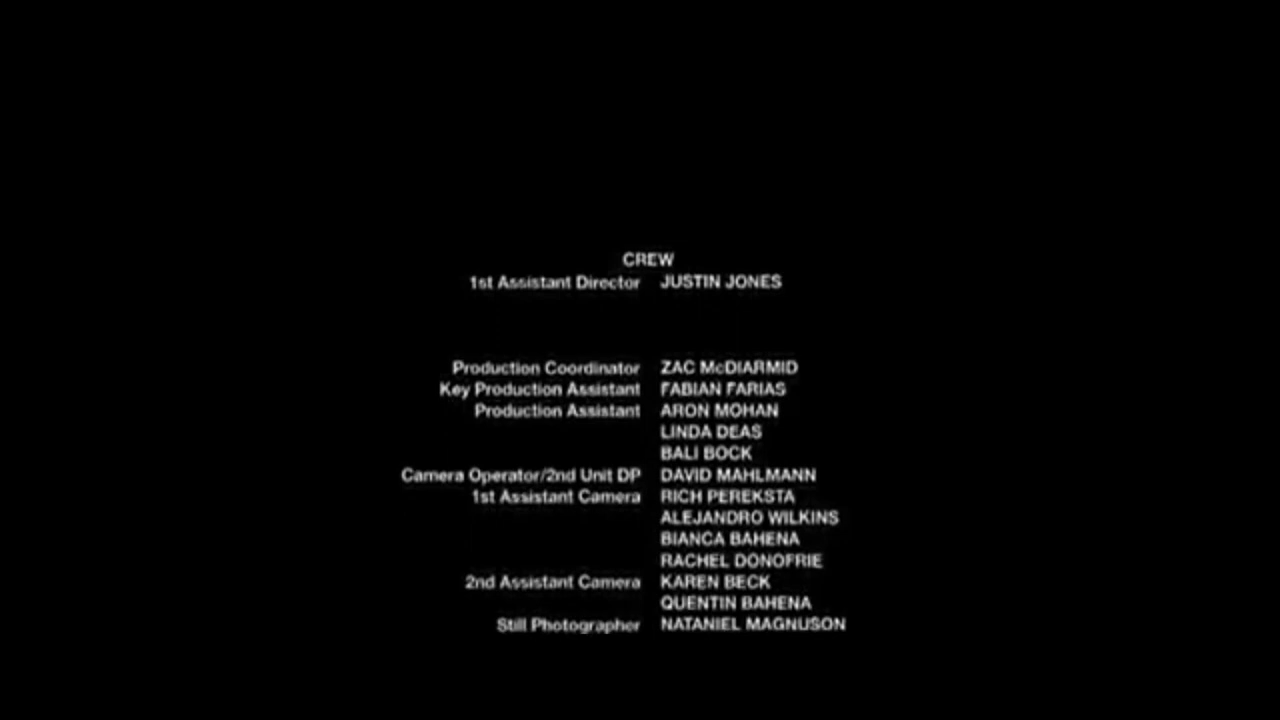 CREW
1st Assistant Director JUSTIN JONES
Production Coordinator ZAC McDIARMID
Key Production Assistant FABIAN FARIAS
Production Assistant ARON MOHAN
LINDA DEAS
BALI BOCK
Camera Operator/2nd Unit DP DAVID MAHLMANN
1st Assistant Camera RICH PEREKSTA
ALEJANDRO WILKINS
BIANCA BAHENA
RACHEL DONOFRIE
2nd Assistant Camera KAREN BECK
QUENTIN BAHENA
Still Photographer NATANIEL MAGNUSON